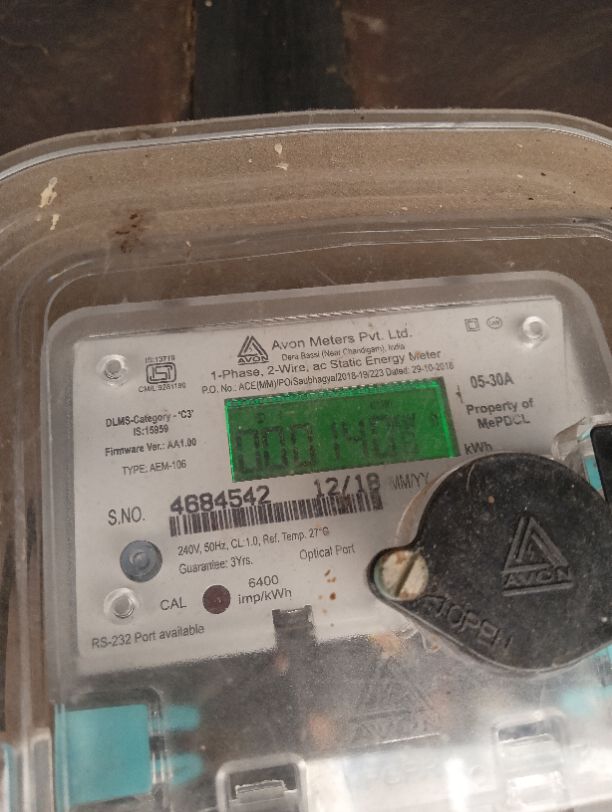 Avon Meters Pvt. Ltd.
Dera Bassi (Near Chandigarh), India
AVON
1-Phase, 2-Wire, ac Static Energy Meter
P.O. No.: ACE(MM)/PO/Saubhagya/2018-19/223 Dated: 29-10-2018
IS:13779
ISI
DLMS-Category - 'C3'
IS:15959
Firmware Ver.: AA1.00
TYPE: AEM-106
05-30A
Property of
MePDCL
kWh
S.NO. 4684542 12/18 MM/YY
240V, 50Hz, CL:1.0, Ref. Temp. 27°C
Guarantee: 3Yrs.
Optical Port
CAL
6400
imp/kWh
RS-232 Port available
AVON